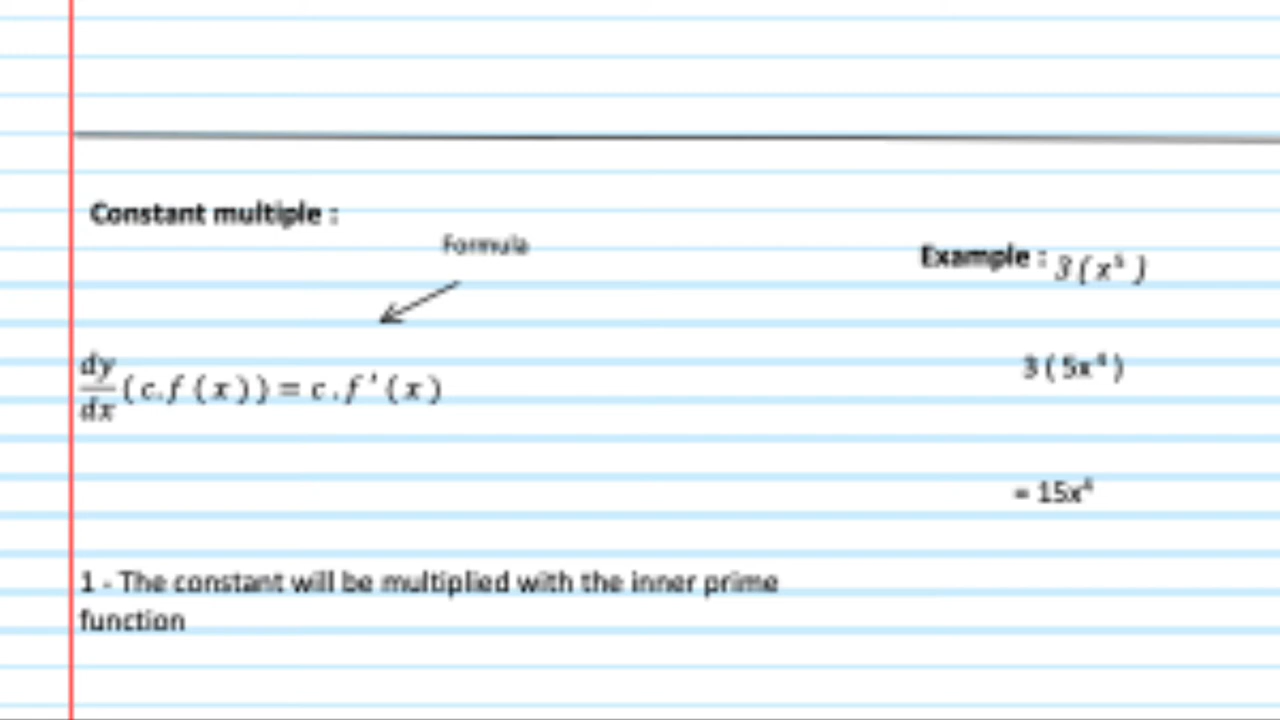 Constant multiple :
Formula
Example : 3 ( x⁵ )
dy/dx (c.f (x)) = c .f '(x)
3 ( 5x⁴ )
= 15x⁴
1 - The constant will be multiplied with the inner prime
function